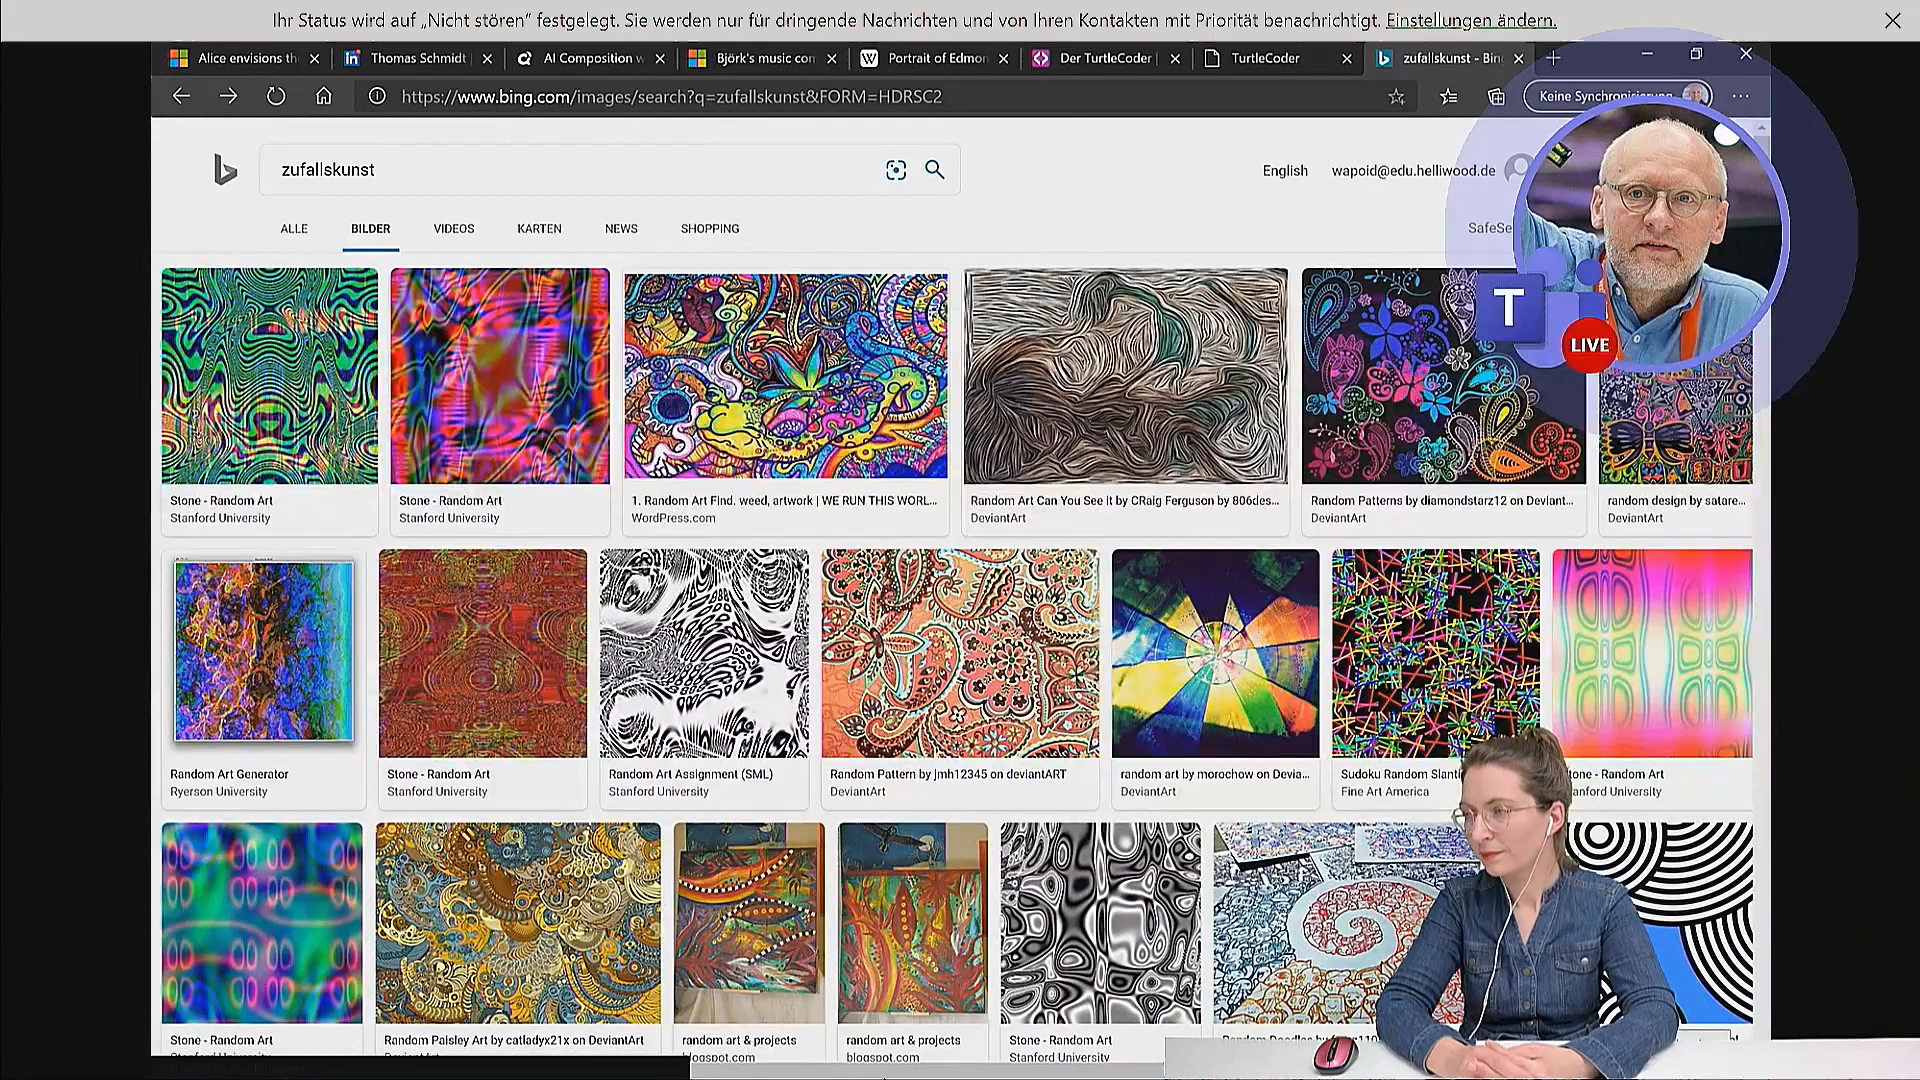 Ihr Status wird auf „Nicht stören“ festgelegt. Sie werden nur für dringende Nachrichten und von Ihren Kontakten mit Priorität benachrichtigt. Einstellungen ändern.
Alice envisions th
Thomas Schmidt
AI Composition w
Björk's music con
Portrait of Edmon
Der TurtleCoder |
TurtleCoder
zufallskunst - Bing
https://www.bing.com/images/search?q=zufallskunst&FORM=HDRSC2
Keine Synchronisierung
zufallskunst
English
wapoid@edu.helliwood.de
ALLE
BILDER
VIDEOS
KARTEN
NEWS
SHOPPING
SafeSe
T
LIVE
Stone - Random Art
Stanford University
Stone - Random Art
Stanford University
1. Random Art Find. weed, artwork | WE RUN THIS WORL...
WordPress.com
Random Art Can You See It by CRaig Ferguson by 806des...
DeviantArt
Random Patterns by diamondstarz12 on Deviant...
DeviantArt
random design by satare...
DeviantArt
Random Art Generator
Ryerson University
Stone - Random Art
Stanford University
Random Art Assignment (SML)
Stanford University
Random Pattern by jmh12345 on deviantART
DeviantArt
random art by morochow on Devia...
DeviantArt
Sudoku Random Slanti
Fine Art America
tone - Random Art
anford University
Stone - Random Art
Stanford University
Random Paisley Art by catladyx21x on DeviantArt
DeviantArt
random art & projects
blogspot.com
random art & projects
blogspot.com
Stone - Random Art
Stanford University